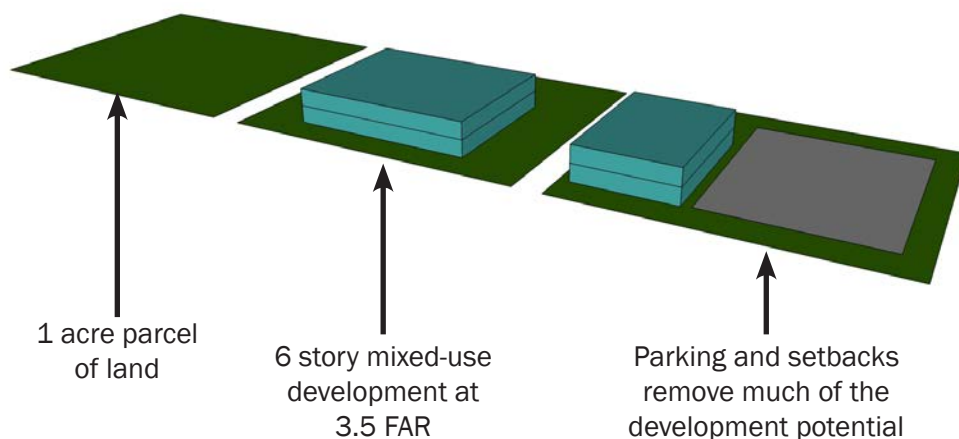 1 acre parcel
of land
6 story mixed-use
development at
3.5 FAR
Parking and setbacks
remove much of the
development potential